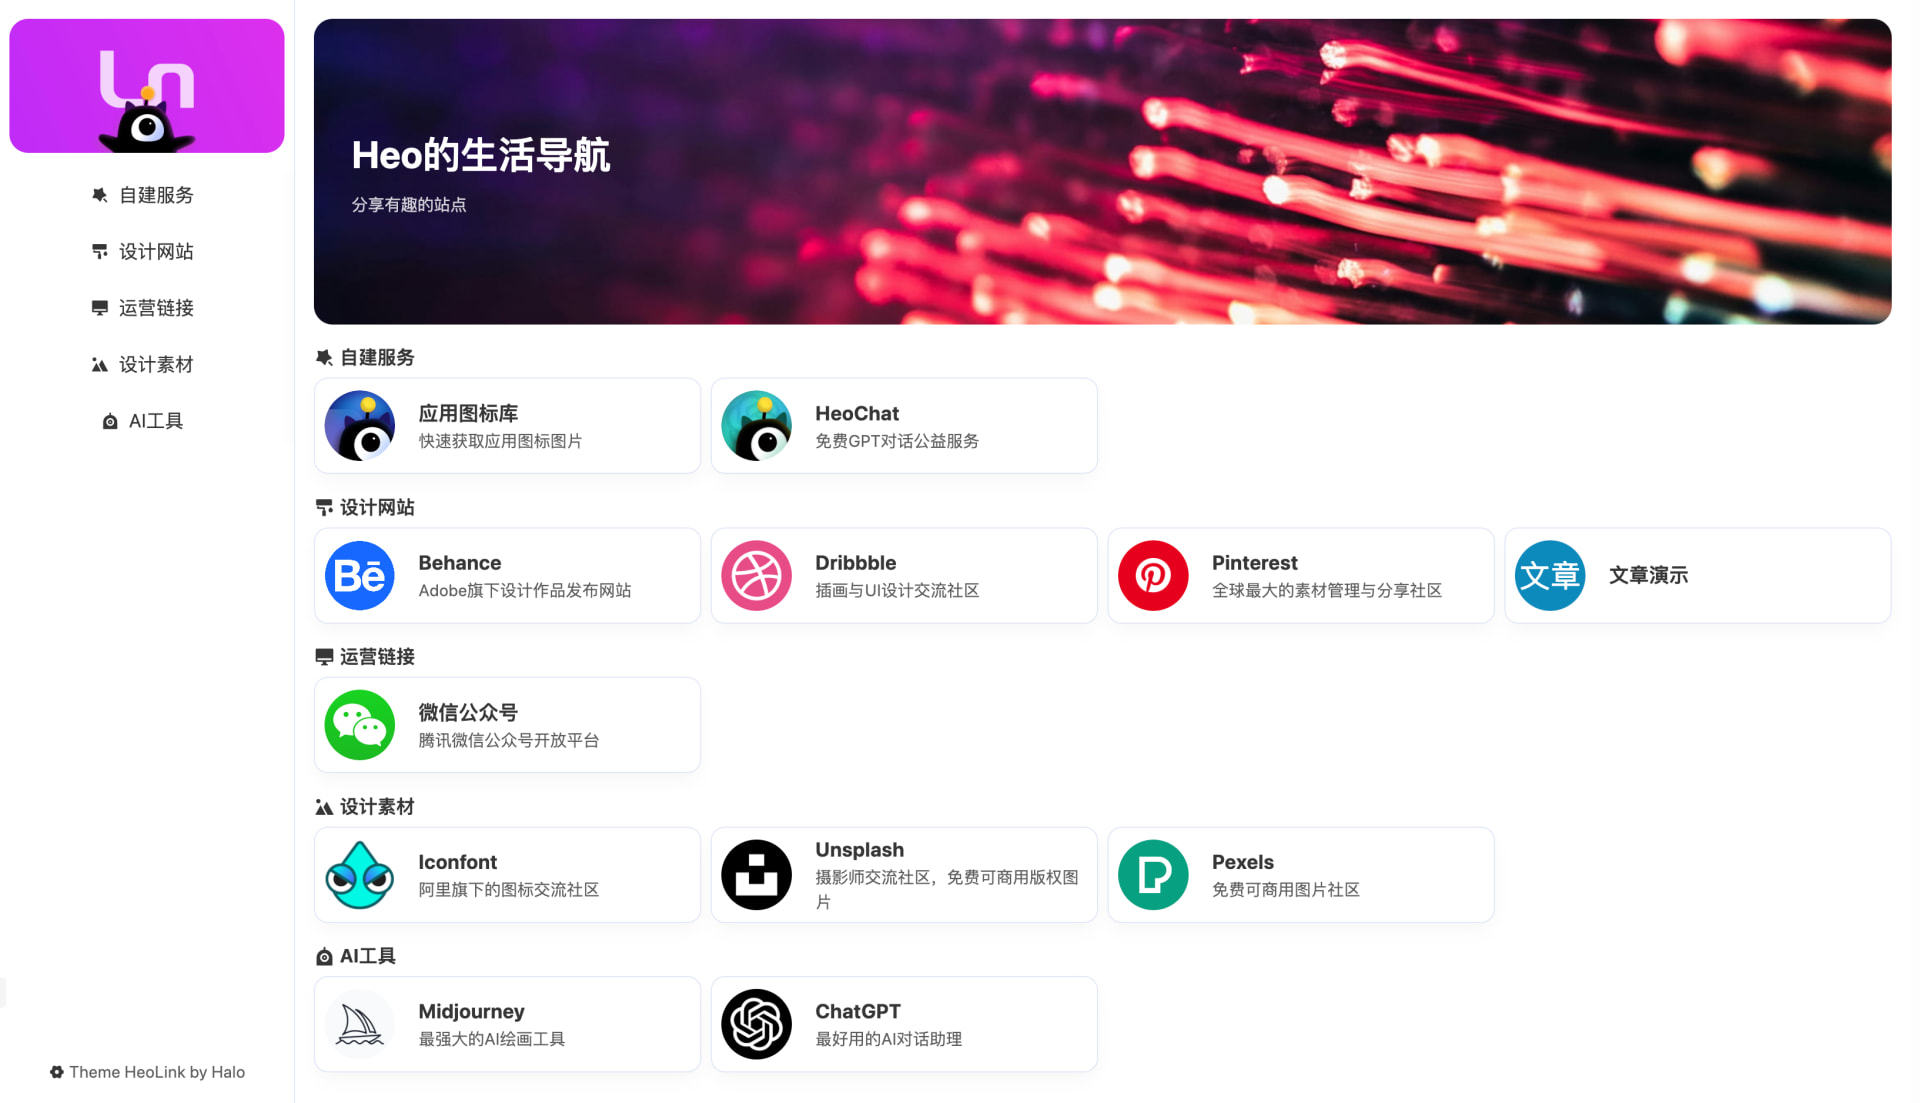 Ln
自建服务
设计网站
运营链接
设计素材
AI工具
Theme HeoLink by Halo
Heo的生活导航
分享有趣的站点
自建服务
应用图标库
快速获取应用图标图片
HeoChat
免费GPT对话公益服务
设计网站
Bē
Behance
Adobe旗下设计作品发布网站
Dribbble
插画与UI设计交流社区
Pinterest
全球最大的素材管理与分享社区
文章
文章演示
运营链接
微信公众号
腾讯微信公众号开放平台
设计素材
Iconfont
阿里旗下的图标交流社区
Unsplash
摄影师交流社区，免费可商用版权图
片
Pexels
免费可商用图片社区
AI工具
Midjourney
最强大的AI绘画工具
ChatGPT
最好用的AI对话助理